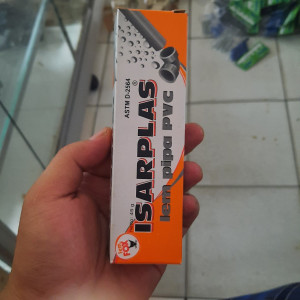 ASTM D-2564
ISARPLAS
lem pipa PVC